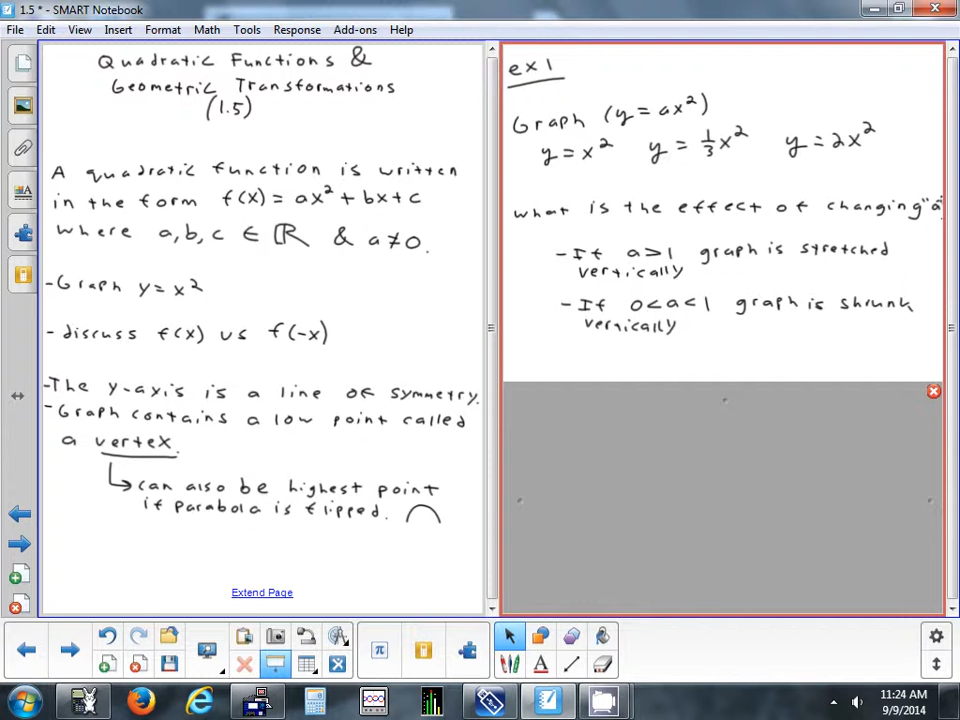 1.5 * - SMART Notebook
File Edit View Insert Format Math Tools Response Add-ons Help
Quadratic Functions &
Geometric Transformations
(1.5)
A quadratic function is written
in the form f(x) = ax² + bx + c
where a, b, c ∈ ℝ & a ≠ 0.
- Graph y = x²
- discuss f(x) vs f(-x)
- The y-axis is a line of symmetry.
- Graph contains a low point called
a vertex.
↳ can also be highest point
if parabola is flipped.
Extend Page
ex 1
Graph (y = ax²)
y = x² y = 1/3 x² y = 2x²
what is the effect of changing "a"
- If a > 1 graph is stretched
vertically
- If 0 < a < 1 graph is shrunk
vertically
11:24 AM
9/9/2014